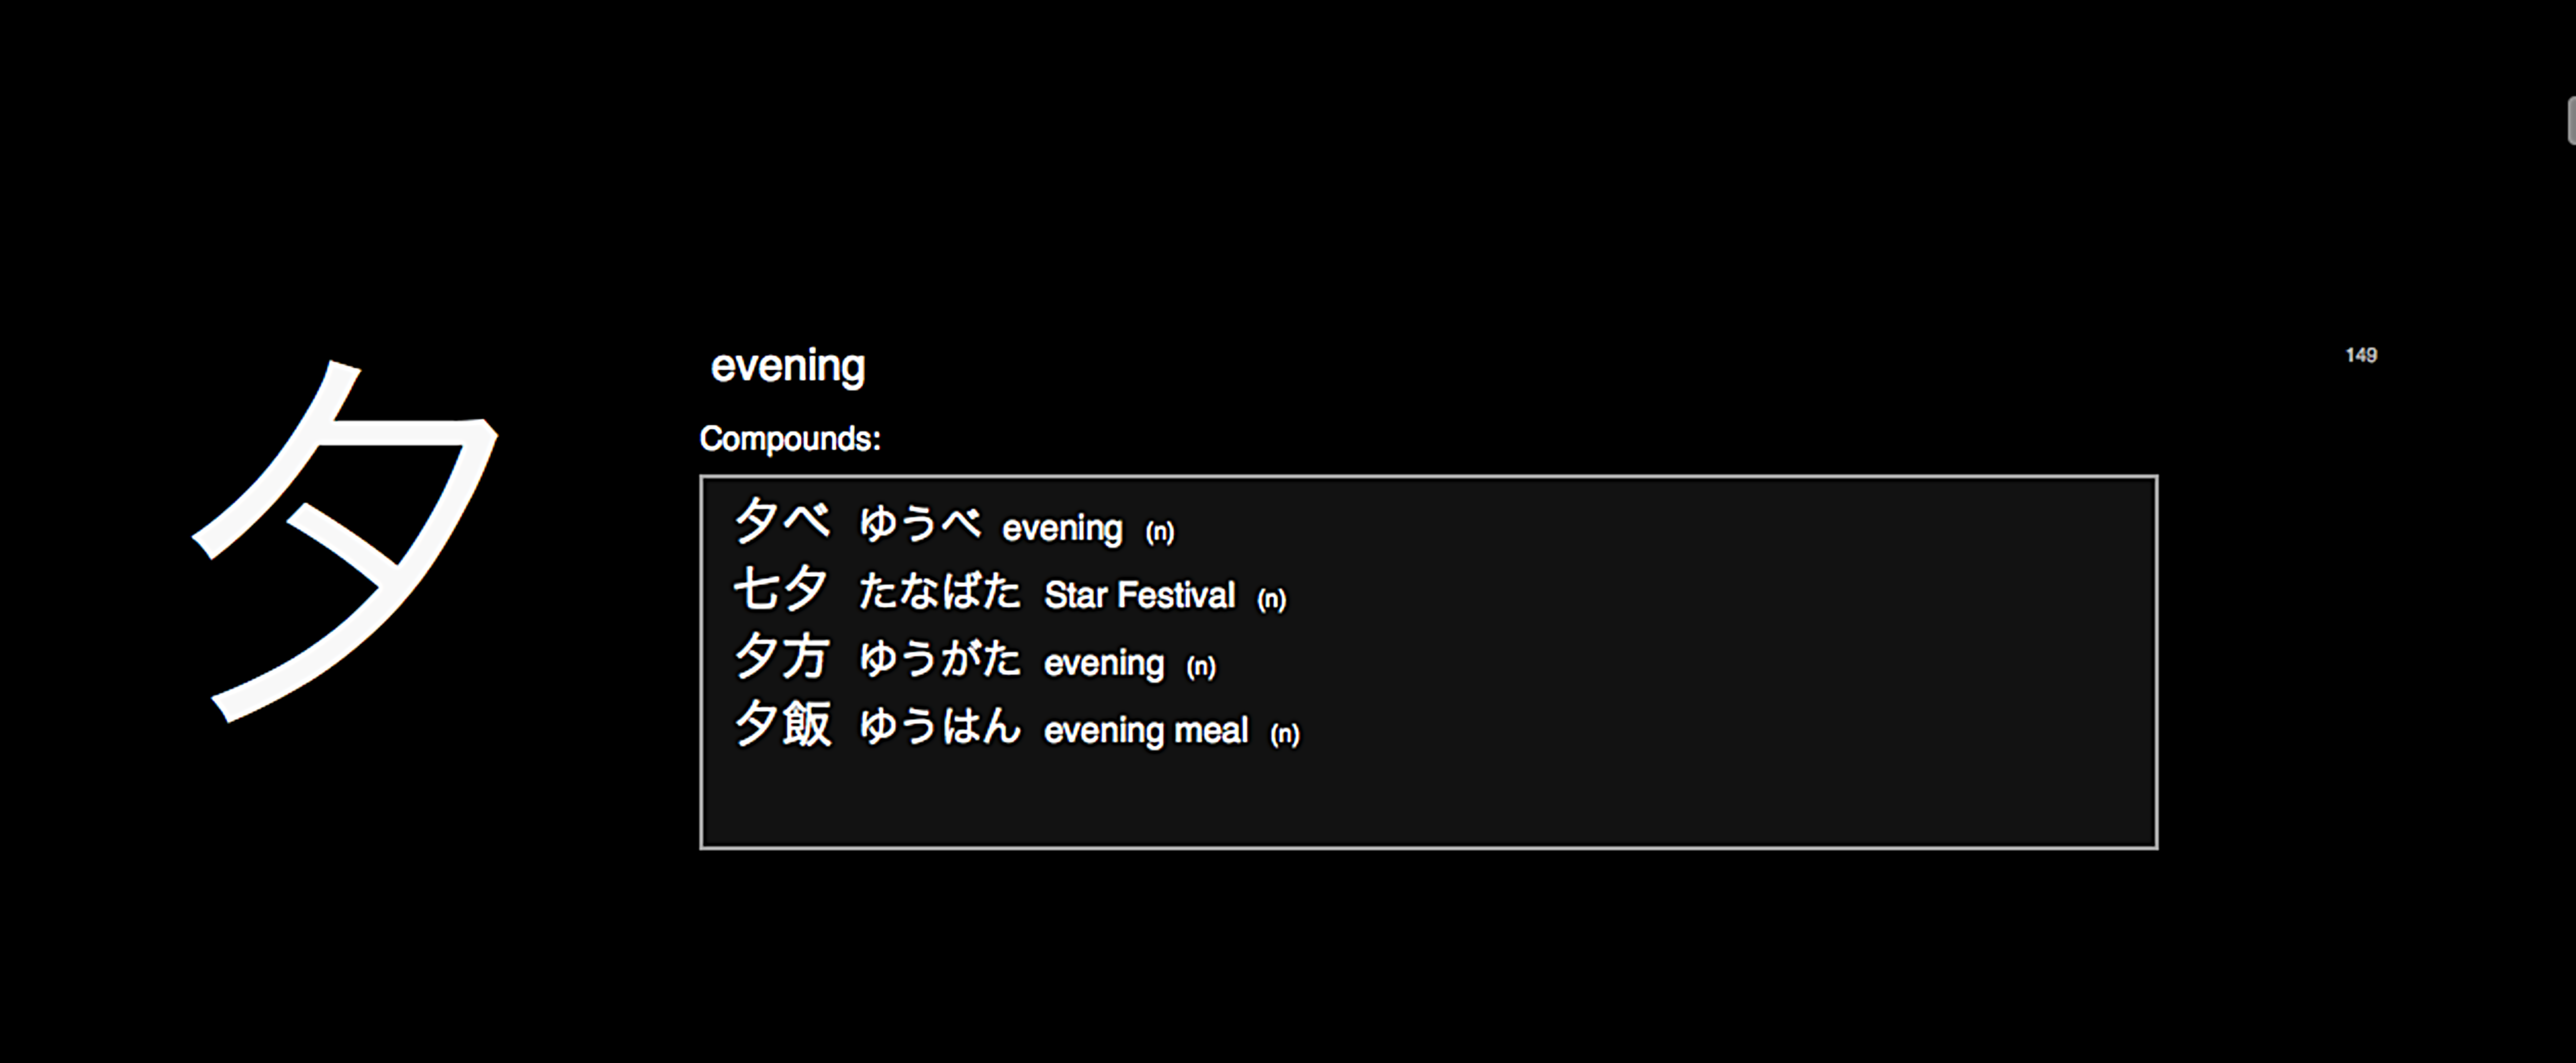 夕
evening
149
Compounds:
夕べ ゆうべ evening (n)
七夕 たなばた Star Festival (n)
夕方 ゆうがた evening (n)
夕飯 ゆうはん evening meal (n)